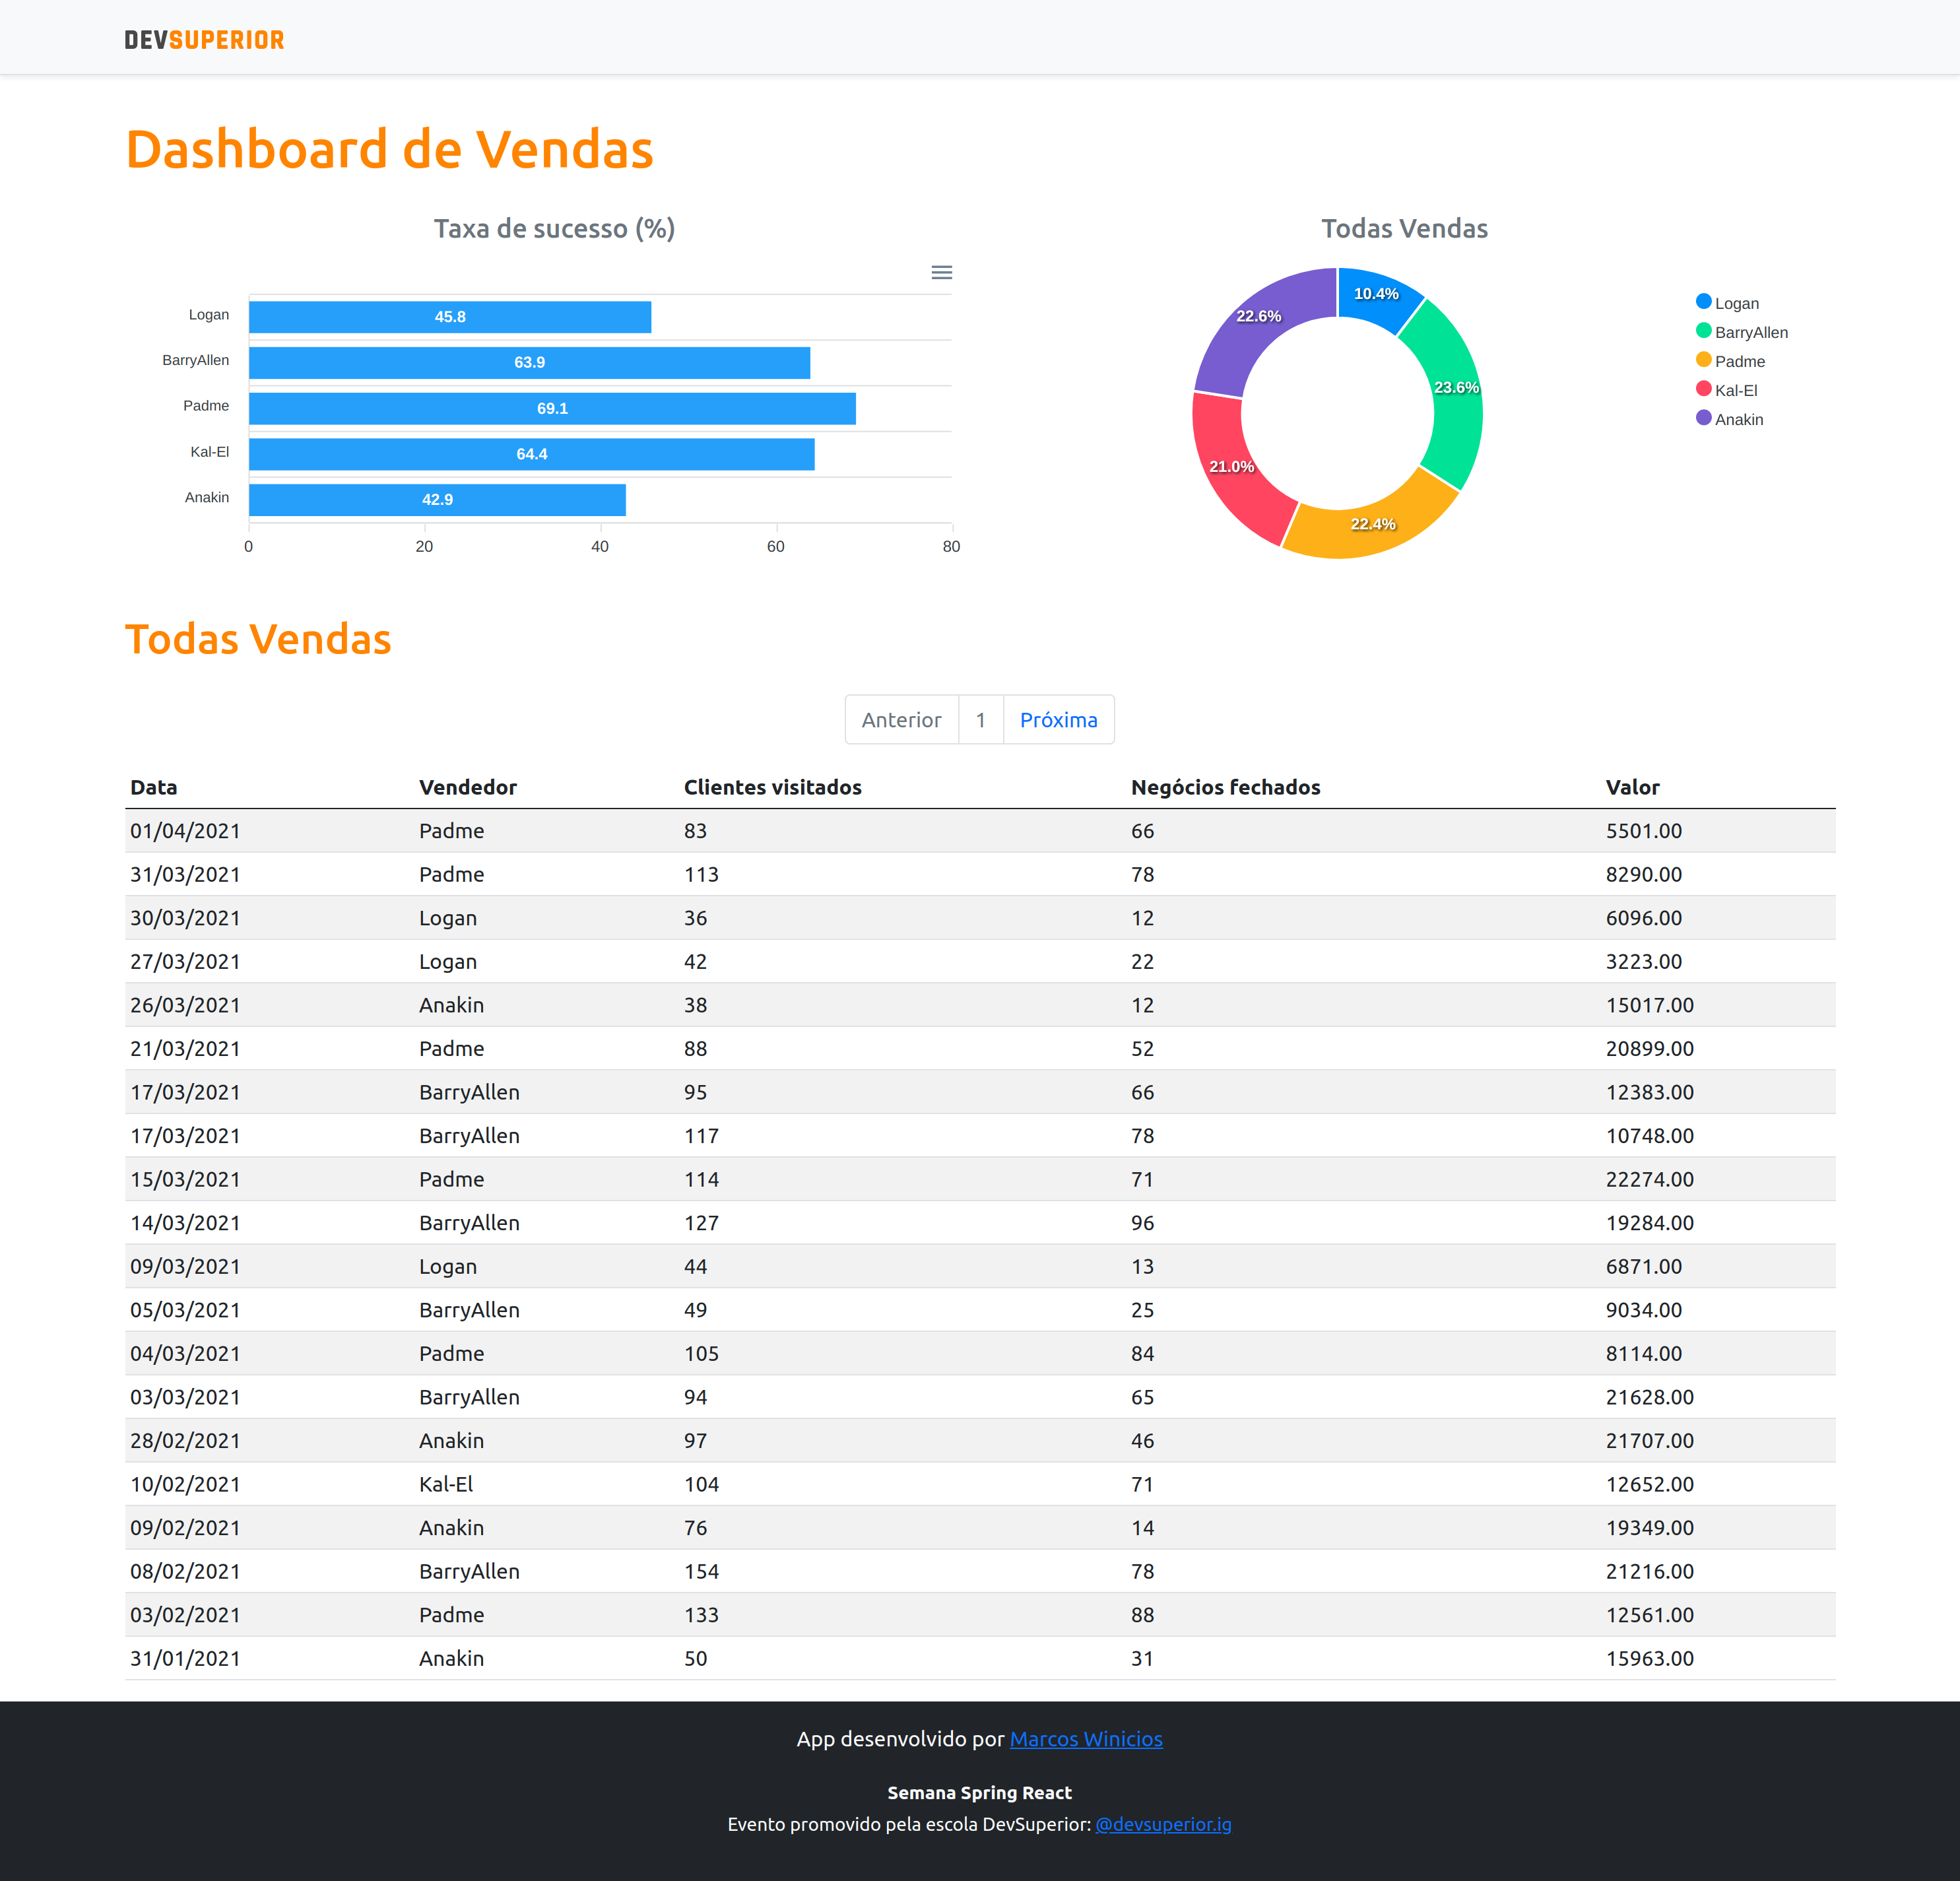 DEVSUPERIOR
Dashboard de Vendas
Taxa de sucesso (%)
Logan 45.8
BarryAllen 63.9
Padme 69.1
Kal-El 64.4
Anakin 42.9
0 20 40 60 80
Todas Vendas
10.4%
23.6%
22.4%
21.0%
22.6%
Logan
BarryAllen
Padme
Kal-El
Anakin
Todas Vendas
Anterior 1 Próxima
Data Vendedor Clientes visitados Negócios fechados Valor
01/04/2021 Padme 83 66 5501.00
31/03/2021 Padme 113 78 8290.00
30/03/2021 Logan 36 12 6096.00
27/03/2021 Logan 42 22 3223.00
26/03/2021 Anakin 38 12 15017.00
21/03/2021 Padme 88 52 20899.00
17/03/2021 BarryAllen 95 66 12383.00
17/03/2021 BarryAllen 117 78 10748.00
15/03/2021 Padme 114 71 22274.00
14/03/2021 BarryAllen 127 96 19284.00
09/03/2021 Logan 44 13 6871.00
05/03/2021 BarryAllen 49 25 9034.00
04/03/2021 Padme 105 84 8114.00
03/03/2021 BarryAllen 94 65 21628.00
28/02/2021 Anakin 97 46 21707.00
10/02/2021 Kal-El 104 71 12652.00
09/02/2021 Anakin 76 14 19349.00
08/02/2021 BarryAllen 154 78 21216.00
03/02/2021 Padme 133 88 12561.00
31/01/2021 Anakin 50 31 15963.00
App desenvolvido por Marcos Winicios
Semana Spring React
Evento promovido pela escola DevSuperior: @devsuperior.ig